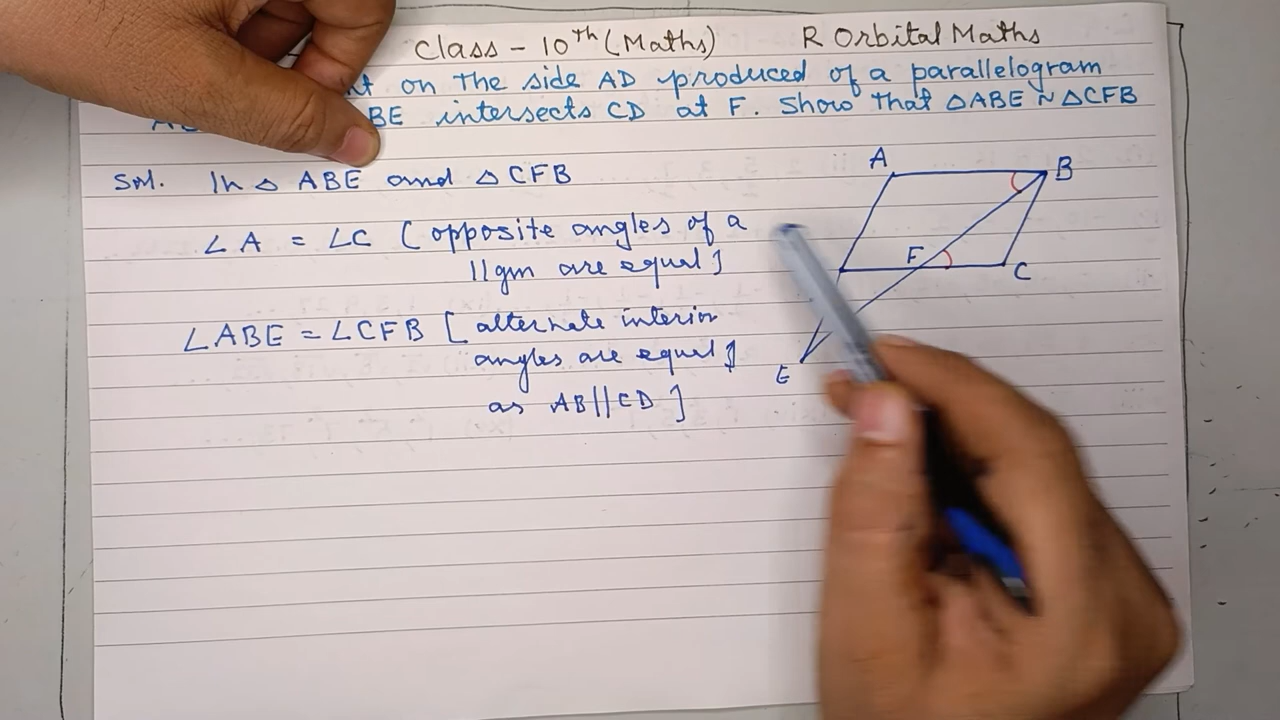 Class - 10th (Maths) R Orbital Maths
on the side AD produced of a parallelogram
BE intersects CD at F. Show that △ABE ~ △CFB
Sol. In △ ABE and △ CFB
∠A = ∠C (opposite angles of a
||gm are equal]
∠ABE = ∠CFB [alternate interior
angles are equal
as AB||CD]
A
B
F
C
E